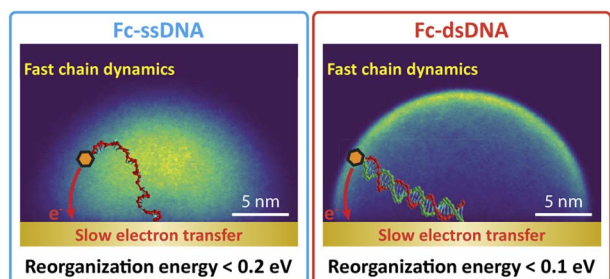 Fc-ssDNA
Fast chain dynamics
e-
5 nm
Slow electron transfer
Reorganization energy < 0.2 eV
Fc-dsDNA
Fast chain dynamics
e-
5 nm
Slow electron transfer
Reorganization energy < 0.1 eV